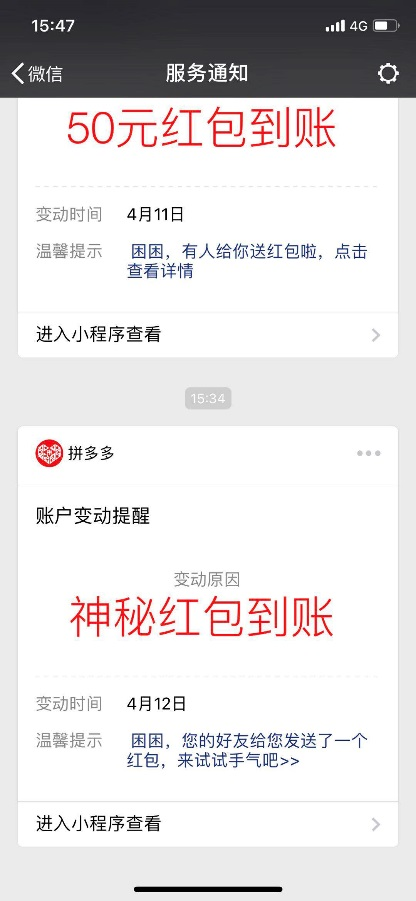 15:47
4G
微信
服务通知
50元红包到账
变动时间 4月11日
温馨提示 困困，有人给你送红包啦，点击
查看详情
进入小程序查看
15:34
拼多多
账户变动提醒
变动原因
神秘红包到账
变动时间 4月12日
温馨提示 困困，您的好友给您发送了一个
红包，来试试手气吧>>
进入小程序查看